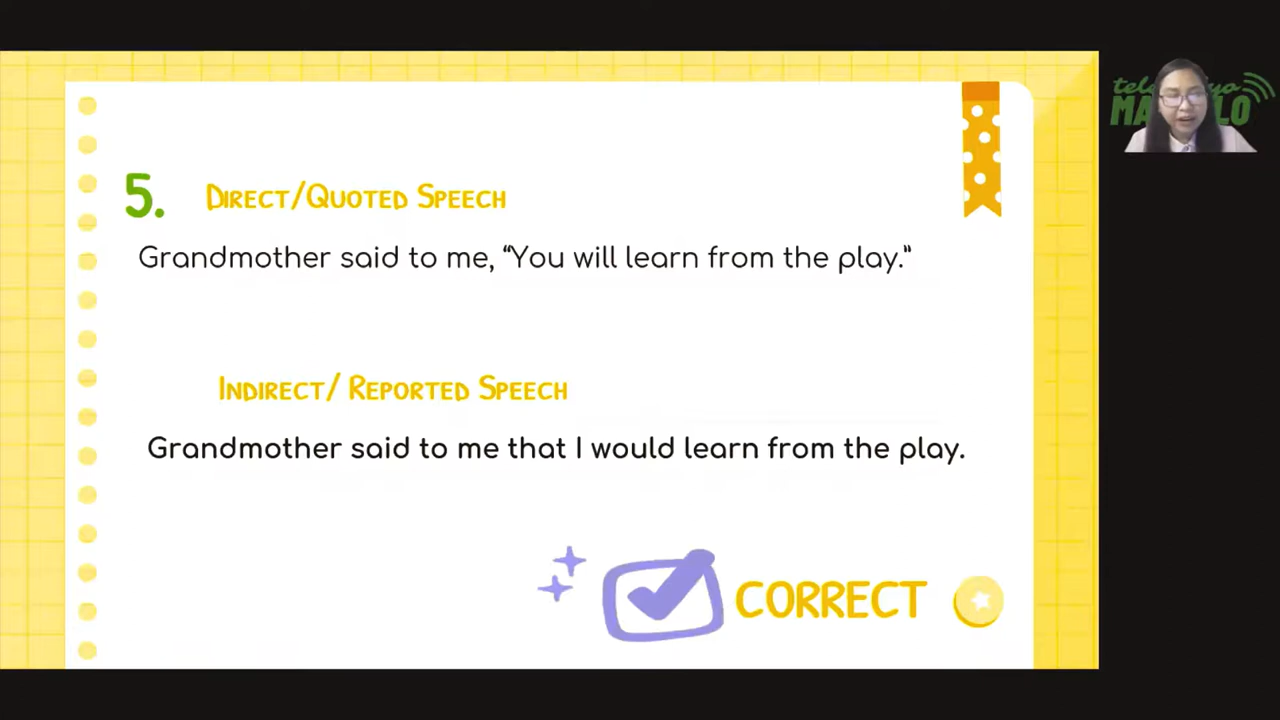 5. DIRECT/QUOTED SPEECH
Grandmother said to me, “You will learn from the play.”
INDIRECT/ REPORTED SPEECH
Grandmother said to me that I would learn from the play.
CORRECT